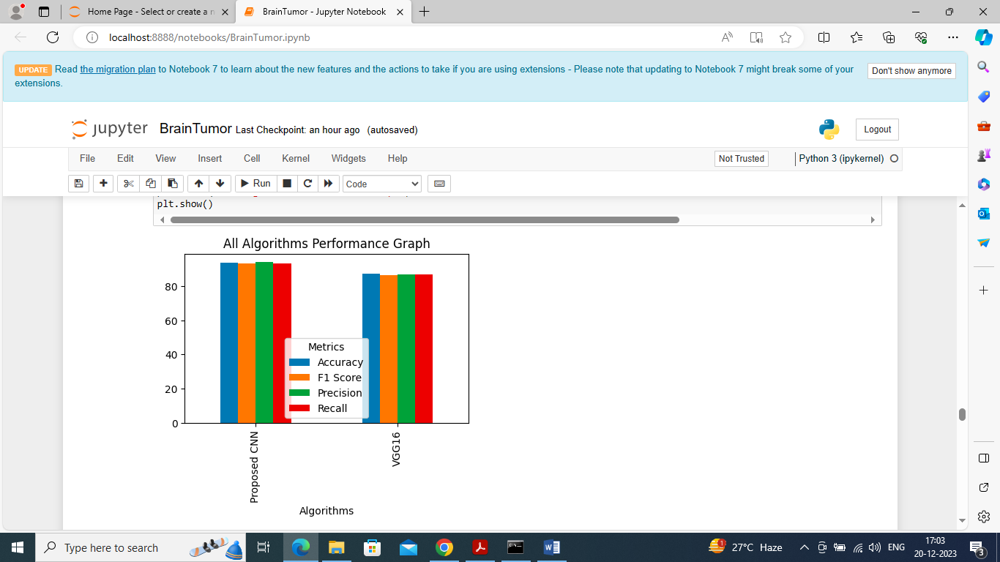 Home Page - Select or create a n
BrainTumor - Jupyter Notebook
localhost:8888/notebooks/BrainTumor.ipynb
UPDATE Read the migration plan to Notebook 7 to learn about the new features and the actions to take if you are using extensions - Please note that updating to Notebook 7 might break some of your
extensions.
Don't show anymore
jupyter BrainTumor Last Checkpoint: an hour ago (autosaved)
Logout
File Edit View Insert Cell Kernel Widgets Help
Not Trusted
Python 3 (ipykernel)
Run
Code
plt.show()
All Algorithms Performance Graph
80
60
40
20
0
Metrics
Accuracy
F1 Score
Precision
Recall
Proposed CNN
VGG16
Algorithms
Type here to search
1
27°C Haze
ENG
17:03
20-12-2023
3